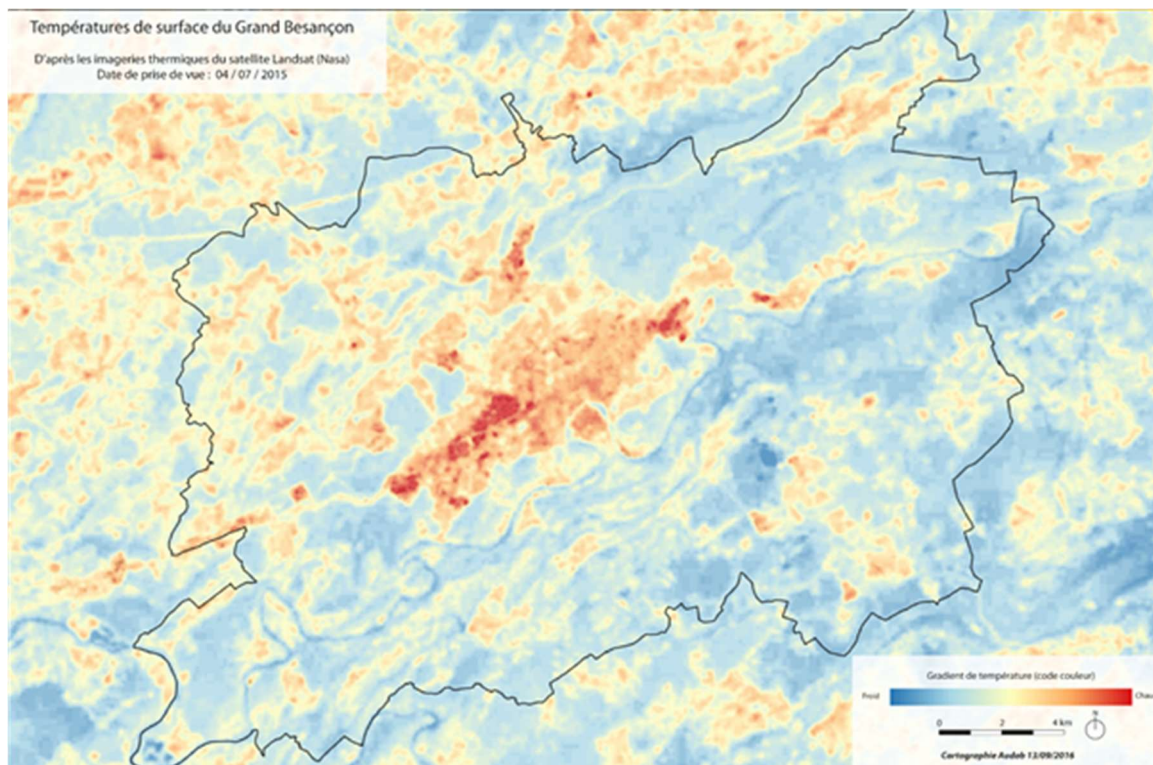 Températures de surface du Grand Besançon
D'après les imageries thermiques du satellite Landsat (Nasa)
Date de prise de vue : 04 / 07 / 2015
Gradient de température (code couleur)
Froid Chau
0 2 4 km
N
Cartographie Audab 13/09/2016